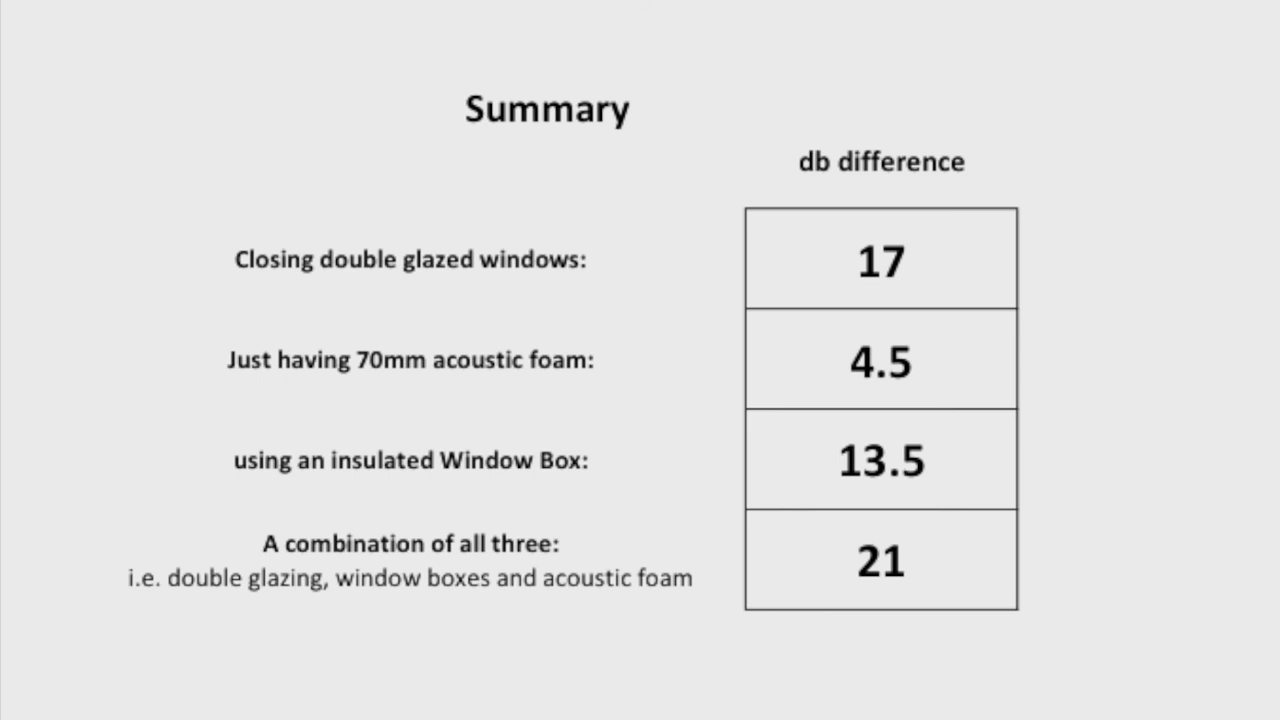 Summary
db difference
Closing double glazed windows:
17
Just having 70mm acoustic foam:
4.5
using an insulated Window Box:
13.5
A combination of all three:
i.e. double glazing, window boxes and acoustic foam
21